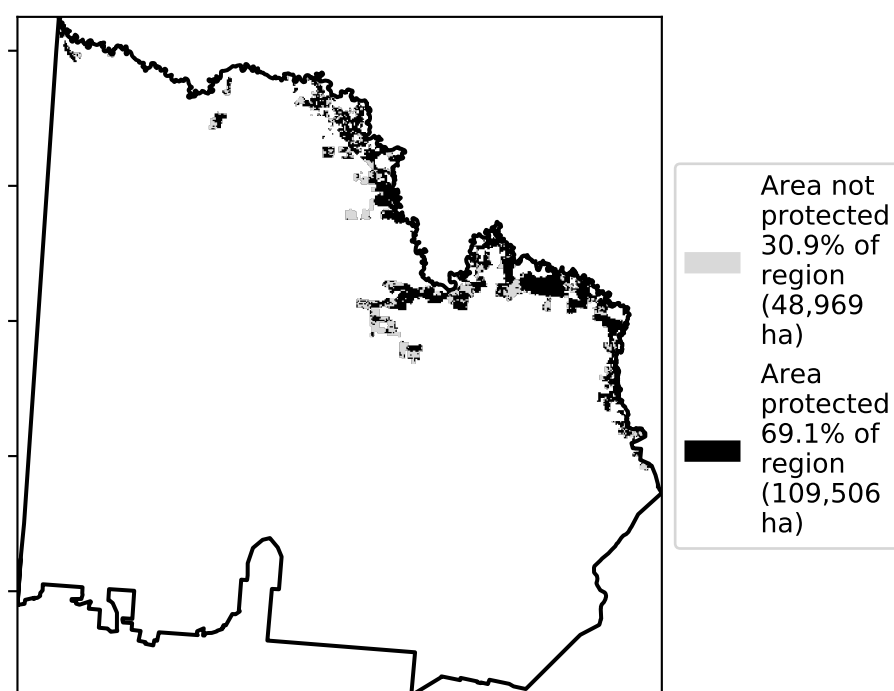 Area not
protected
30.9% of
region
(48,969
ha)
Area
protected
69.1% of
region
(109,506
ha)